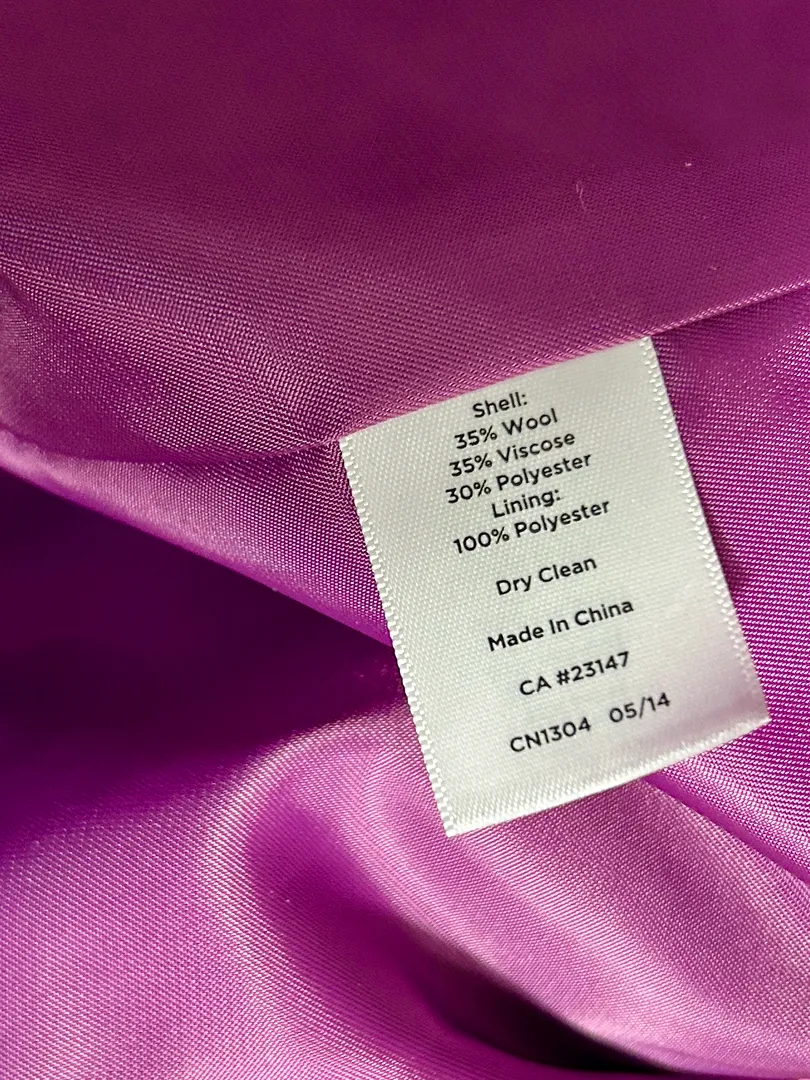 Shell:
35% Wool
35% Viscose
30% Polyester
Lining:
100% Polyester
Dry Clean
Made In China
CA #23147
CN1304 05/14